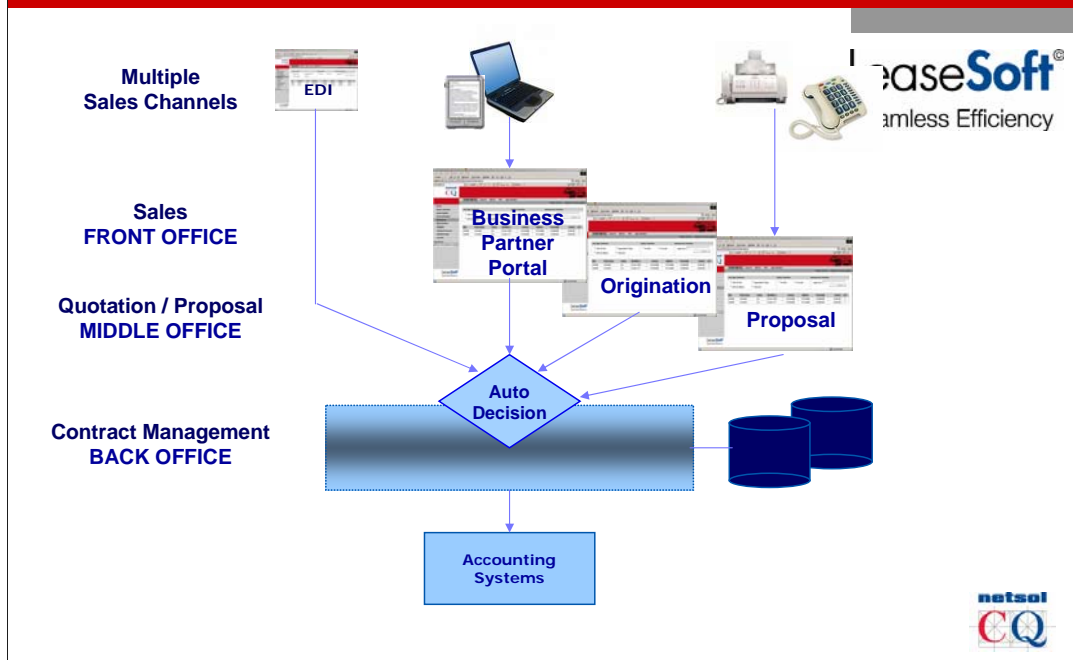 Multiple
Sales Channels
EDI
easeSoft©
amless Efficiency
Sales
FRONT OFFICE
Business
Partner
Portal
Origination
Proposal
Quotation / Proposal
MIDDLE OFFICE
Auto
Decision
Contract Management
BACK OFFICE
Accounting
Systems
netsol
CQ